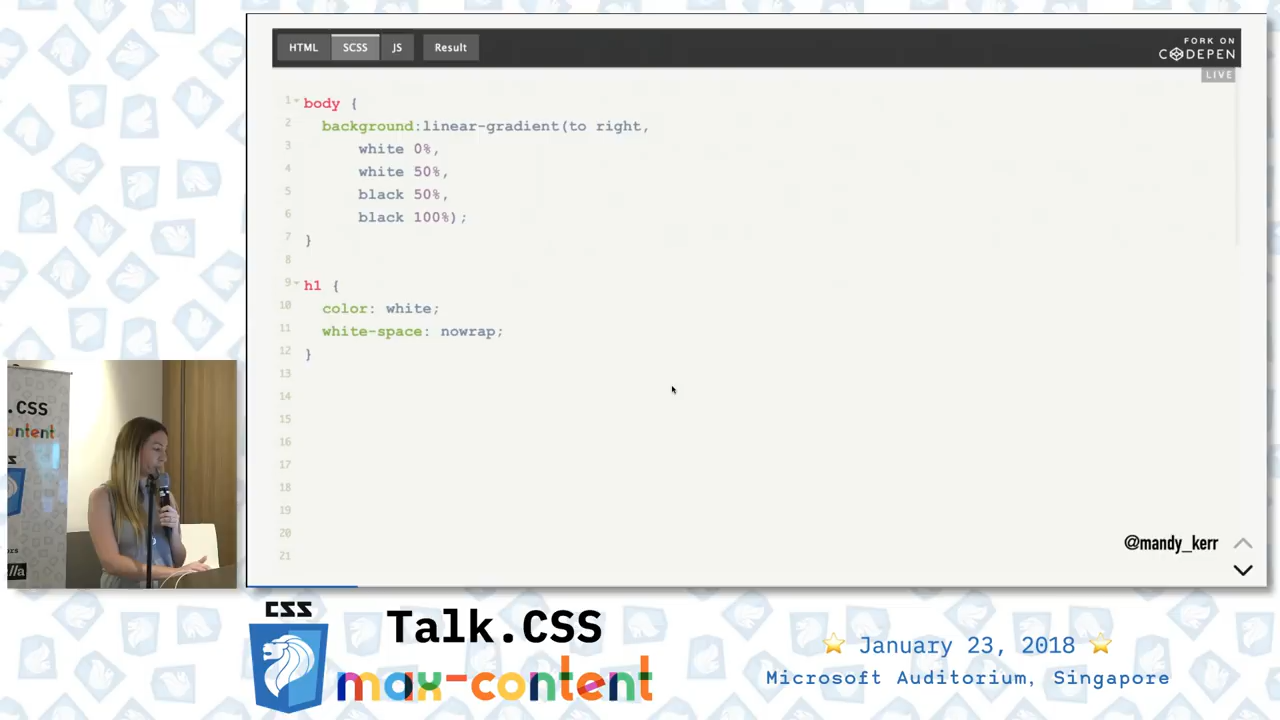 HTML
SCSS
JS
Result
FORK ON
CODEPEN
LIVE
1 body {
2 background:linear-gradient(to right,
3 white 0%,
4 white 50%,
5 black 50%,
6 black 100%);
7 }
8
9 h1 {
10 color: white;
11 white-space: nowrap;
12 }
13
14
15
16
17
18
19
20
21
@mandy_kerr
.CSS
ontent
CSS
Talk.CSS
max-content
January 23, 2018
Microsoft Auditorium, Singapore